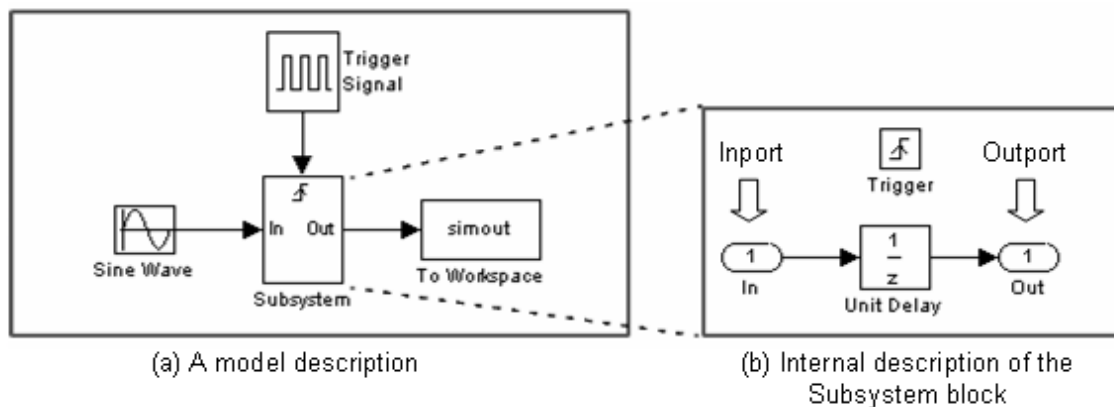 Trigger
Signal
In Out
Subsystem
Sine Wave
simout
To Workspace
(a) A model description
Inport
Outport
Trigger
1
In
1
z
Unit Delay
1
Out
(b) Internal description of the
Subsystem block